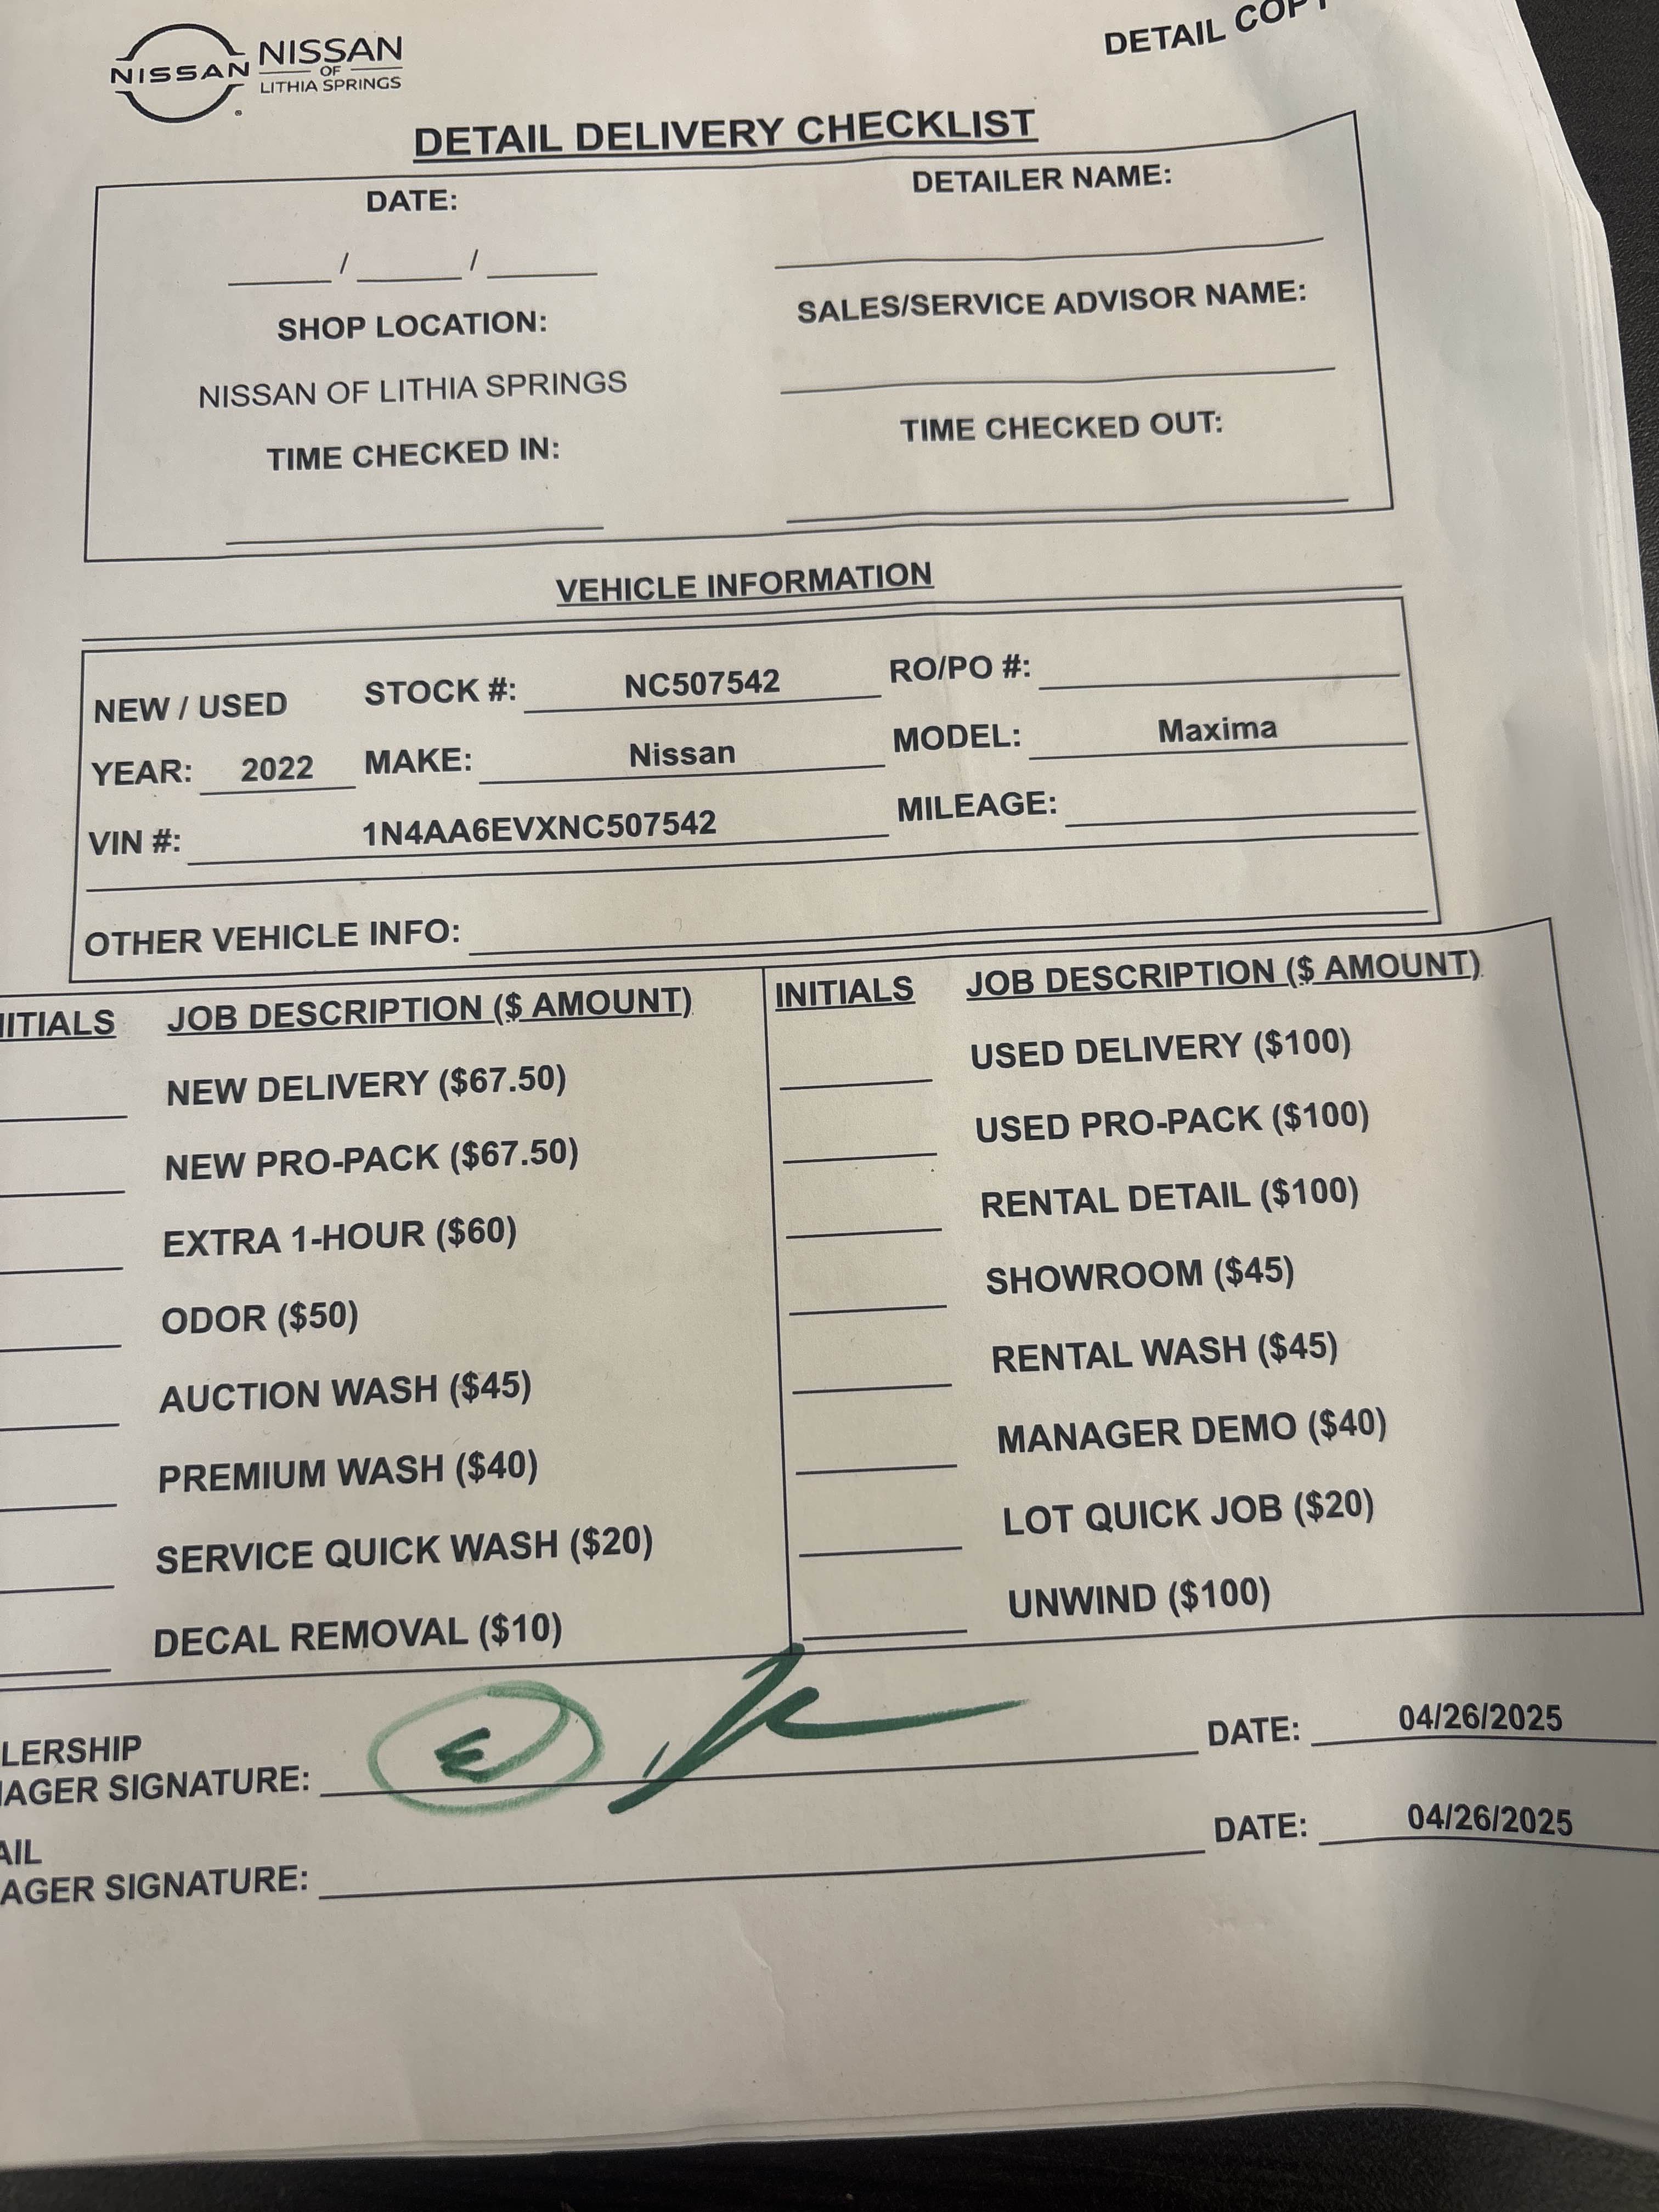 DETAIL COPY
NISSAN NISSAN
OF
LITHIA SPRINGS
DETAIL DELIVERY CHECKLIST
DATE: DETAILER NAME:
____/____/____
SHOP LOCATION: SALES/SERVICE ADVISOR NAME:
NISSAN OF LITHIA SPRINGS
TIME CHECKED IN: TIME CHECKED OUT:
VEHICLE INFORMATION
NEW / USED STOCK #: NC507542 RO/PO #:
YEAR: 2022 MAKE: Nissan MODEL: Maxima
VIN #: 1N4AA6EVXNC507542 MILEAGE:
OTHER VEHICLE INFO:
ITIALS JOB DESCRIPTION ($ AMOUNT)
NEW DELIVERY ($67.50)
NEW PRO-PACK ($67.50)
EXTRA 1-HOUR ($60)
ODOR ($50)
AUCTION WASH ($45)
PREMIUM WASH ($40)
SERVICE QUICK WASH ($20)
DECAL REMOVAL ($10)
INITIALS JOB DESCRIPTION ($ AMOUNT)
USED DELIVERY ($100)
USED PRO-PACK ($100)
RENTAL DETAIL ($100)
SHOWROOM ($45)
RENTAL WASH ($45)
MANAGER DEMO ($40)
LOT QUICK JOB ($20)
UNWIND ($100)
LERSHIP
AGER SIGNATURE: DATE: 04/26/2025
AIL
AGER SIGNATURE: DATE: 04/26/2025